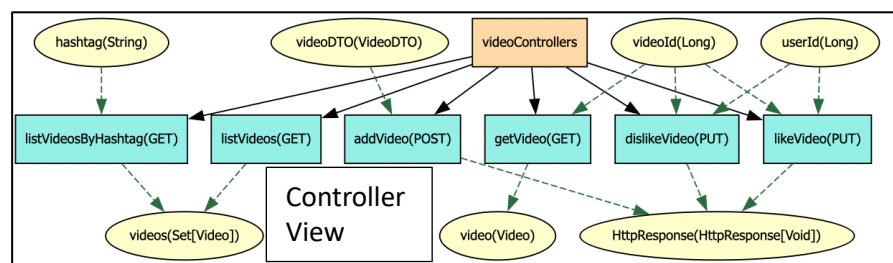 hashtag(String)
videoDTO(VideoDTO)
videoControllers
videoId(Long)
userId(Long)
listVideosByHashtag(GET)
listVideos(GET)
addVideo(POST)
getVideo(GET)
dislikeVideo(PUT)
likeVideo(PUT)
Controller
View
videos(Set[Video])
video(Video)
HttpResponse(HttpResponse[Void])